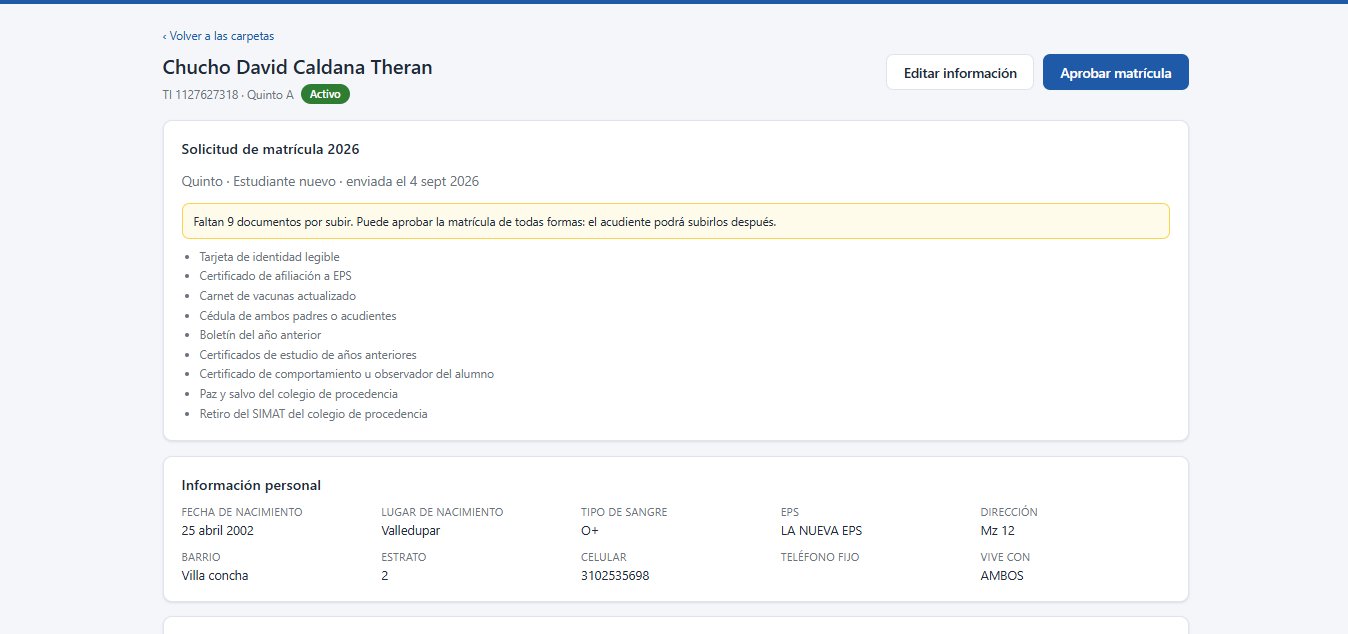 ‹ Volver a las carpetas
Chucho David Caldana Theran
TI 1127627318 · Quinto A Activo
Editar información
Aprobar matrícula
Solicitud de matrícula 2026
Quinto · Estudiante nuevo · enviada el 4 sept 2026
Faltan 9 documentos por subir. Puede aprobar la matrícula de todas formas: el acudiente podrá subirlos después.
• Tarjeta de identidad legible
• Certificado de afiliación a EPS
• Carnet de vacunas actualizado
• Cédula de ambos padres o acudientes
• Boletín del año anterior
• Certificados de estudio de años anteriores
• Certificado de comportamiento u observador del alumno
• Paz y salvo del colegio de procedencia
• Retiro del SIMAT del colegio de procedencia
Información personal
FECHA DE NACIMIENTO LUGAR DE NACIMIENTO TIPO DE SANGRE EPS DIRECCIÓN
25 abril 2002 Valledupar O+ LA NUEVA EPS Mz 12
BARRIO ESTRATO CELULAR TELÉFONO FIJO VIVE CON
Villa concha 2 3102535698 AMBOS